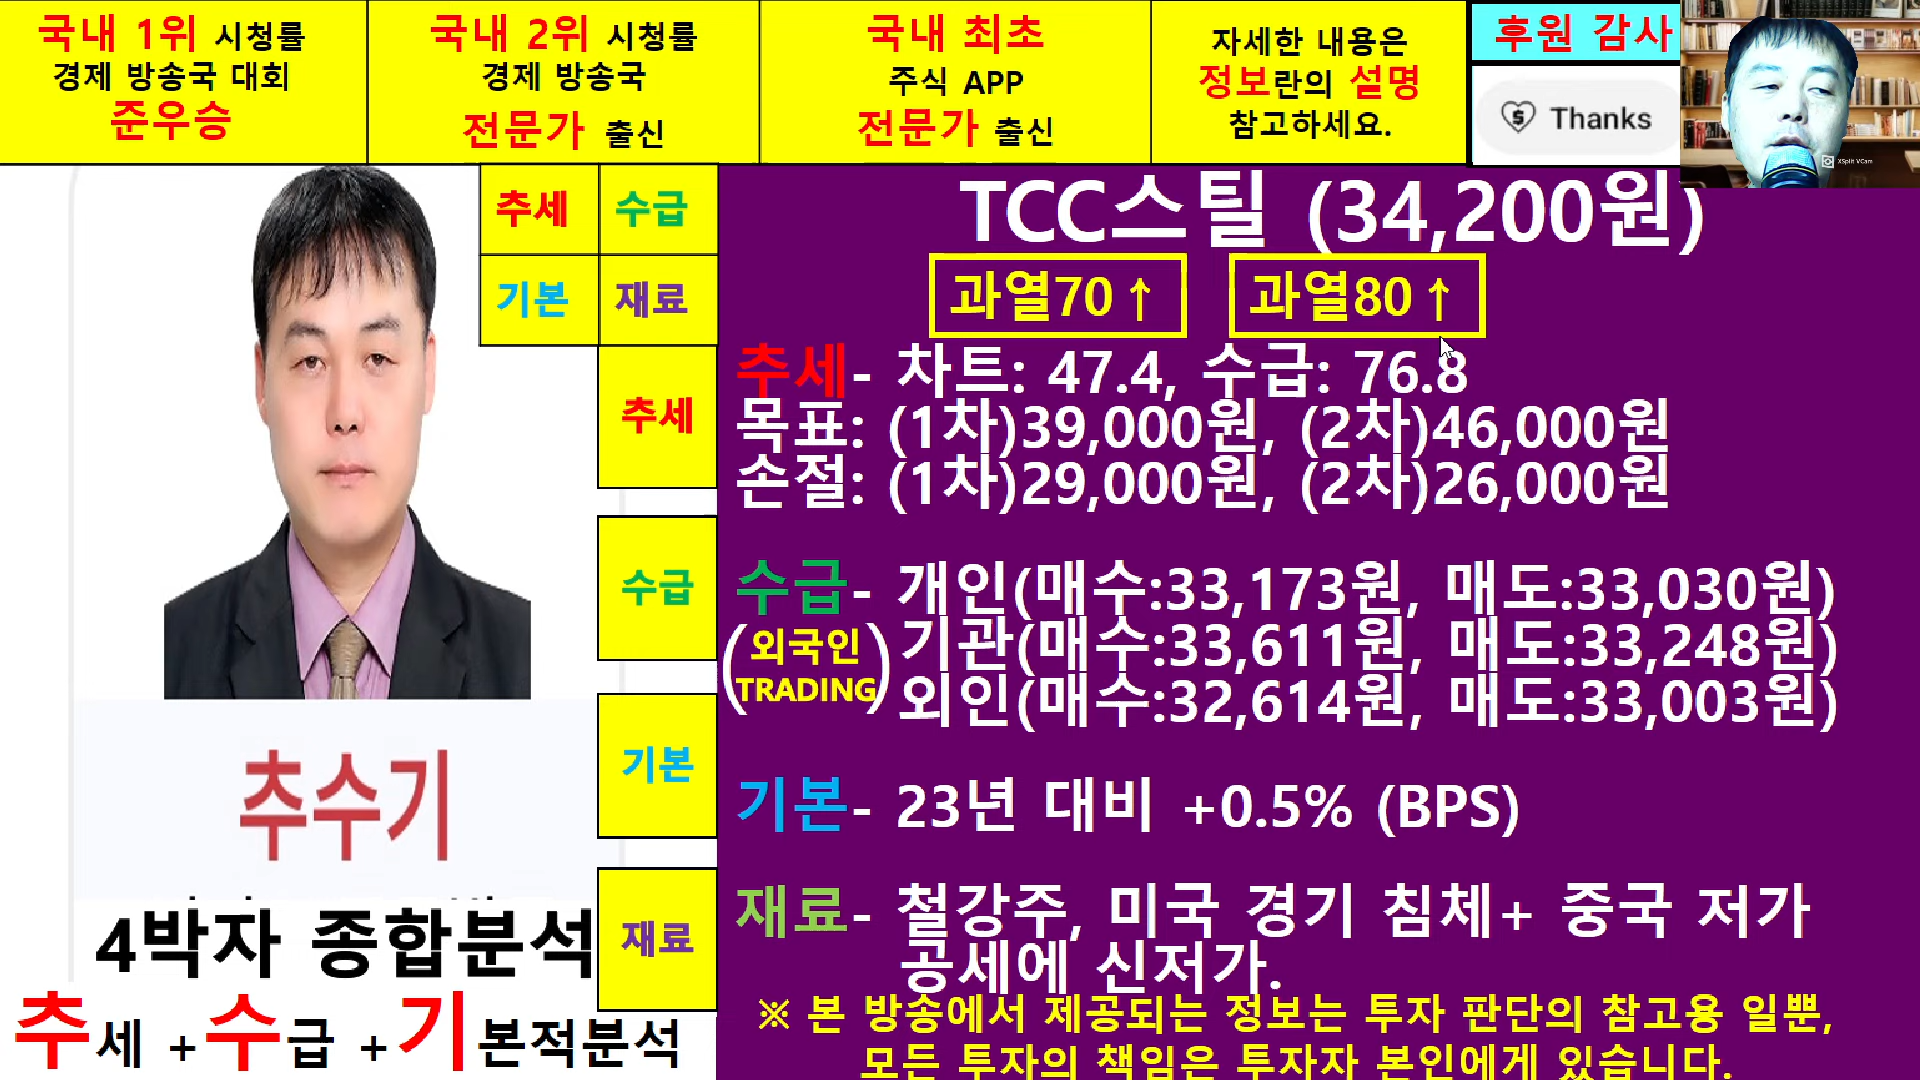 국내 1위 시청률
경제 방송국 대회
준우승
국내 2위 시청률
경제 방송국
전문가 출신
국내 최초
주식 APP
전문가 출신
자세한 내용은
정보란의 설명
참고하세요.
후원 감사
Thanks
XSplit VCam
추세 수급
기본 재료
추세
수급
기본
재료
추수기
4박자 종합분석
추세 + 수급 + 기본적분석
TCC스틸 (34,200원)
과열70↑ 과열80↑
추세- 차트: 47.4, 수급: 76.8
목표: (1차)39,000원, (2차)46,000원
손절: (1차)29,000원, (2차)26,000원
수급- 개인(매수:33,173원, 매도:33,030원)
(외국인 TRADING) 기관(매수:33,611원, 매도:33,248원)
외인(매수:32,614원, 매도:33,003원)
기본- 23년 대비 +0.5% (BPS)
재료- 철강주, 미국 경기 침체+ 중국 저가
공세에 신저가.
※ 본 방송에서 제공되는 정보는 투자 판단의 참고용 일뿐,
모든 투자의 책임은 투자자 본인에게 있습니다.